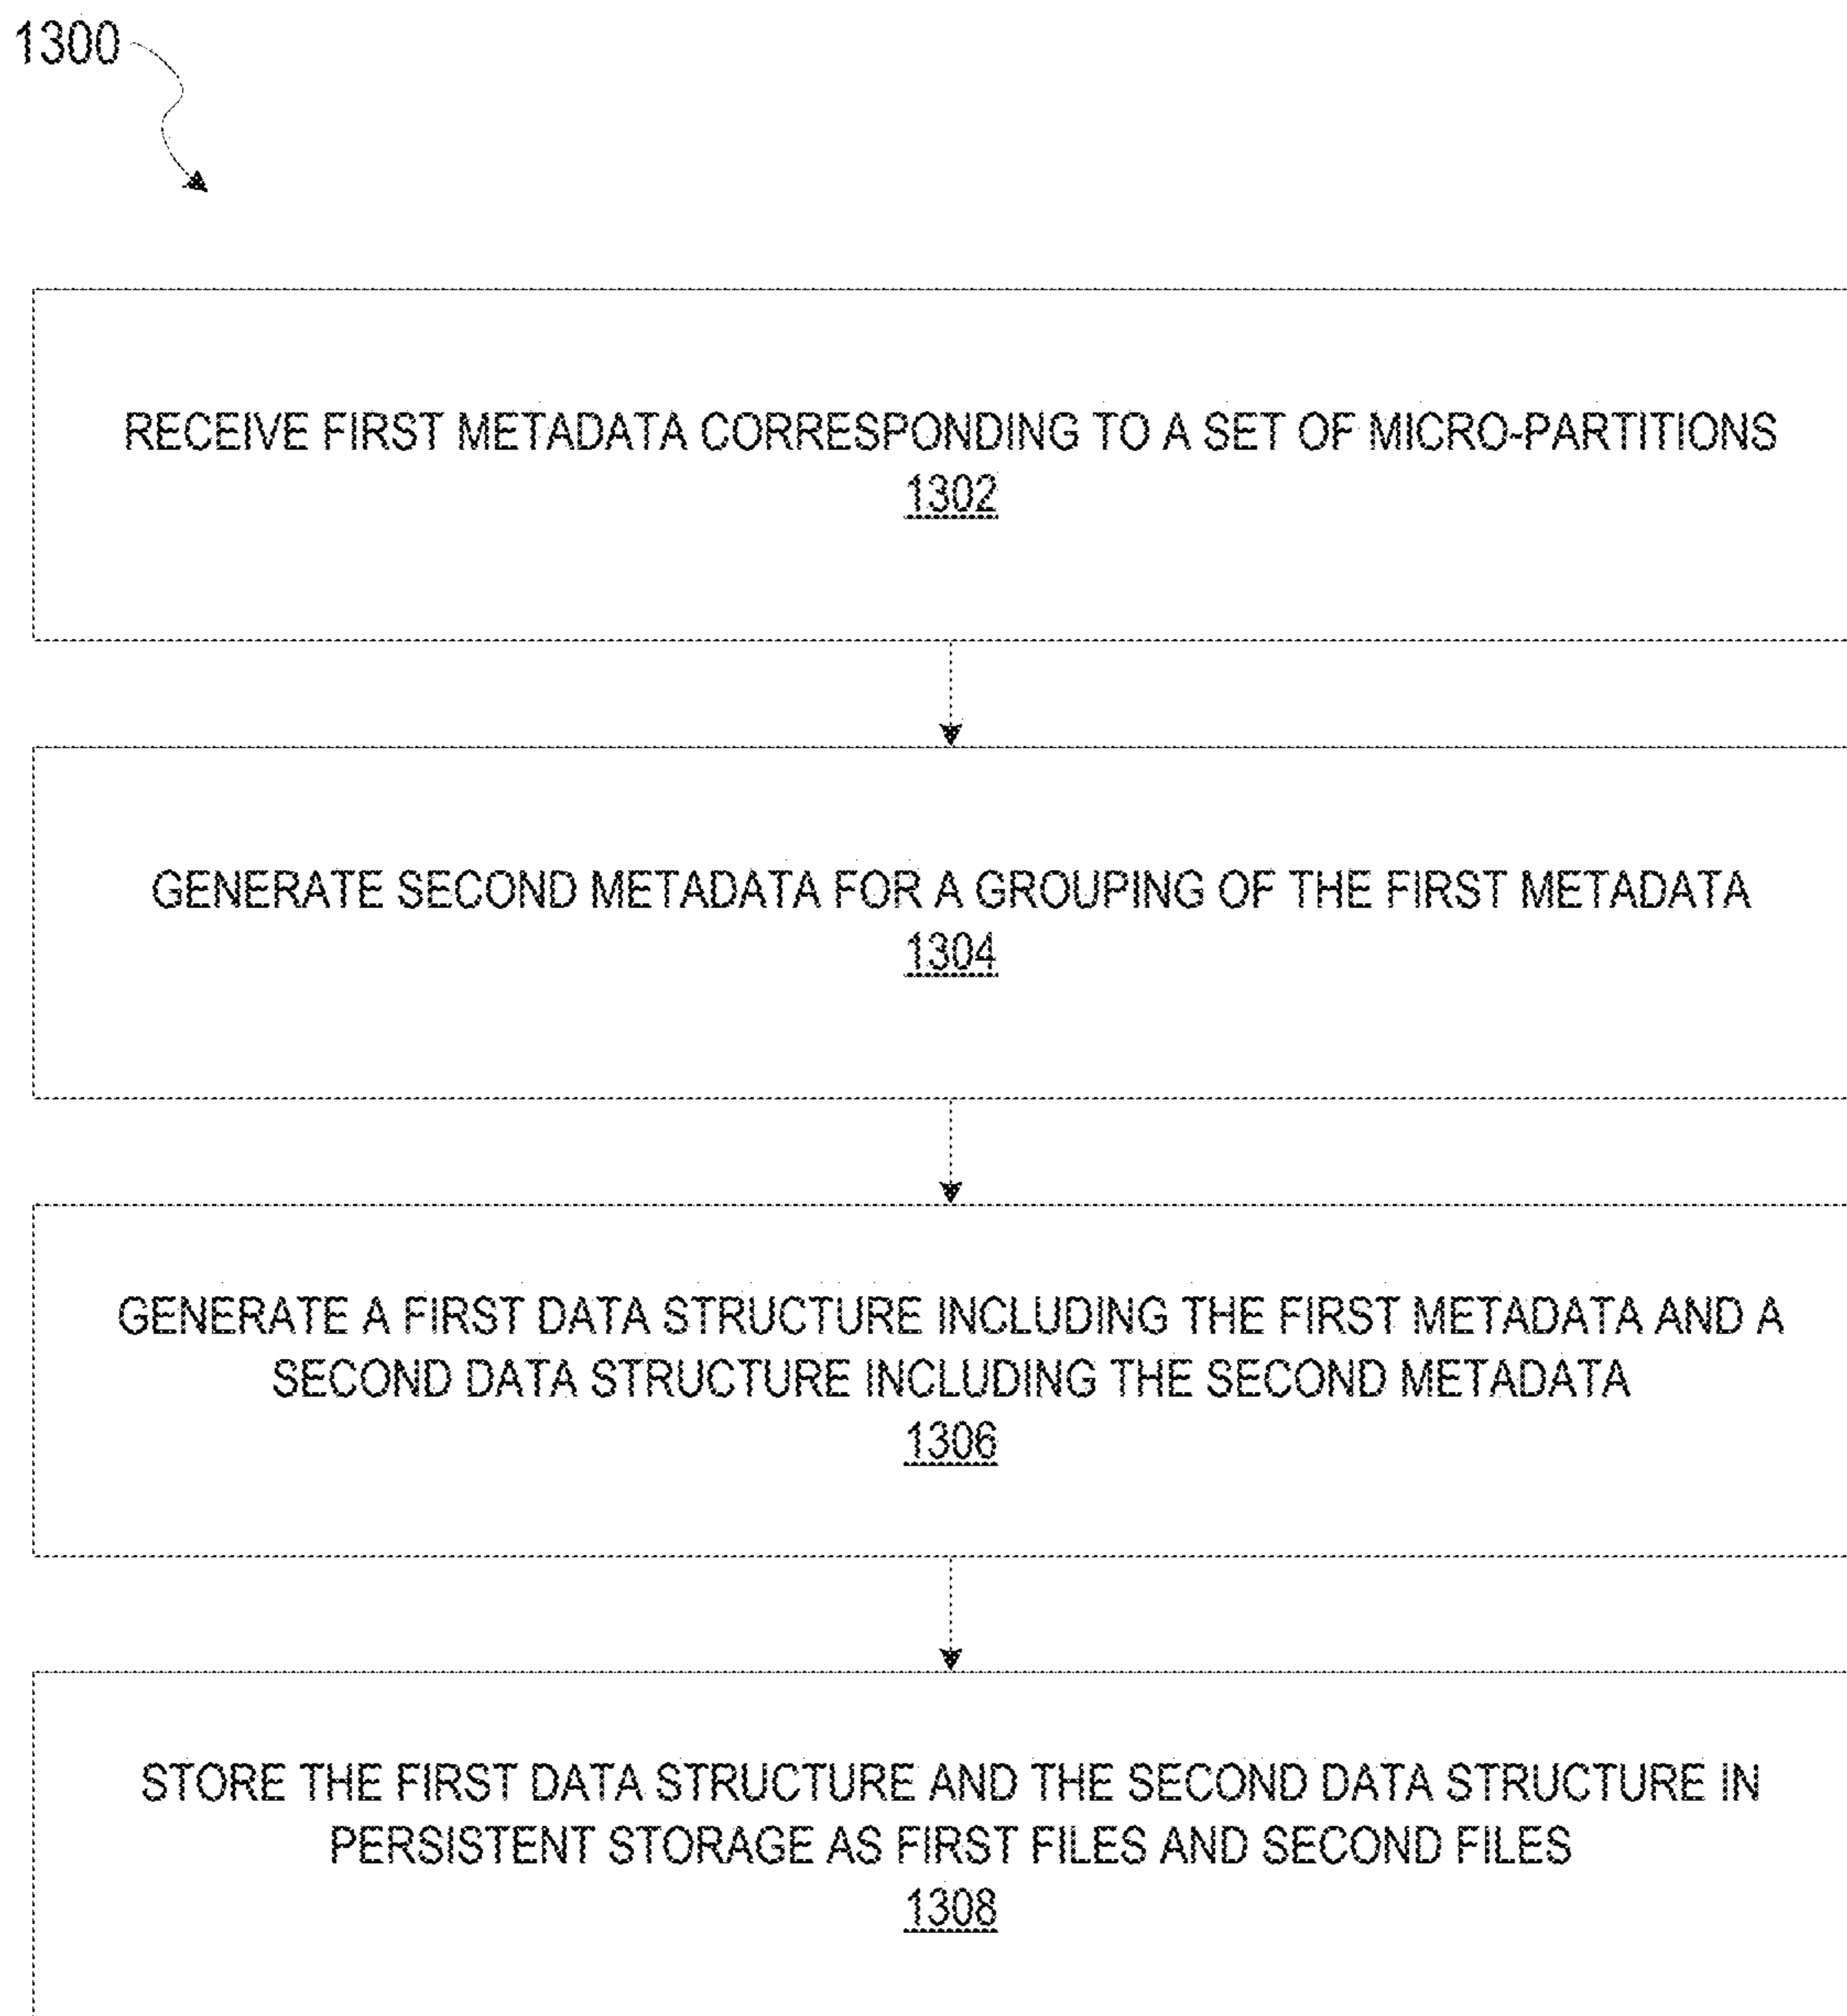 1300
RECEIVE FIRST METADATA CORRESPONDING TO A SET OF MICRO-PARTITIONS
1302
GENERATE SECOND METADATA FOR A GROUPING OF THE FIRST METADATA
1304
GENERATE A FIRST DATA STRUCTURE INCLUDING THE FIRST METADATA AND A
SECOND DATA STRUCTURE INCLUDING THE SECOND METADATA
1306
STORE THE FIRST DATA STRUCTURE AND THE SECOND DATA STRUCTURE IN
PERSISTENT STORAGE AS FIRST FILES AND SECOND FILES
1308